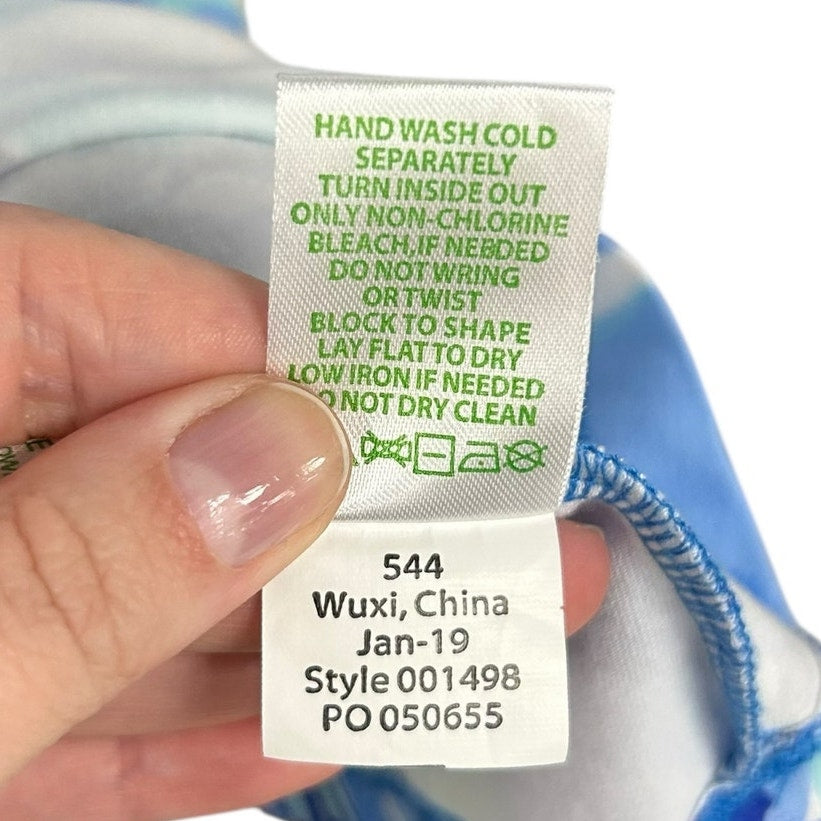 HAND WASH COLD
SEPARATELY
TURN INSIDE OUT
ONLY NON-CHLORINE
BLEACH, IF NEEDED
DO NOT WRING
OR TWIST
BLOCK TO SHAPE
LAY FLAT TO DRY
LOW IRON IF NEEDED
DO NOT DRY CLEAN
544
Wuxi, China
Jan-19
Style 001498
PO 050655